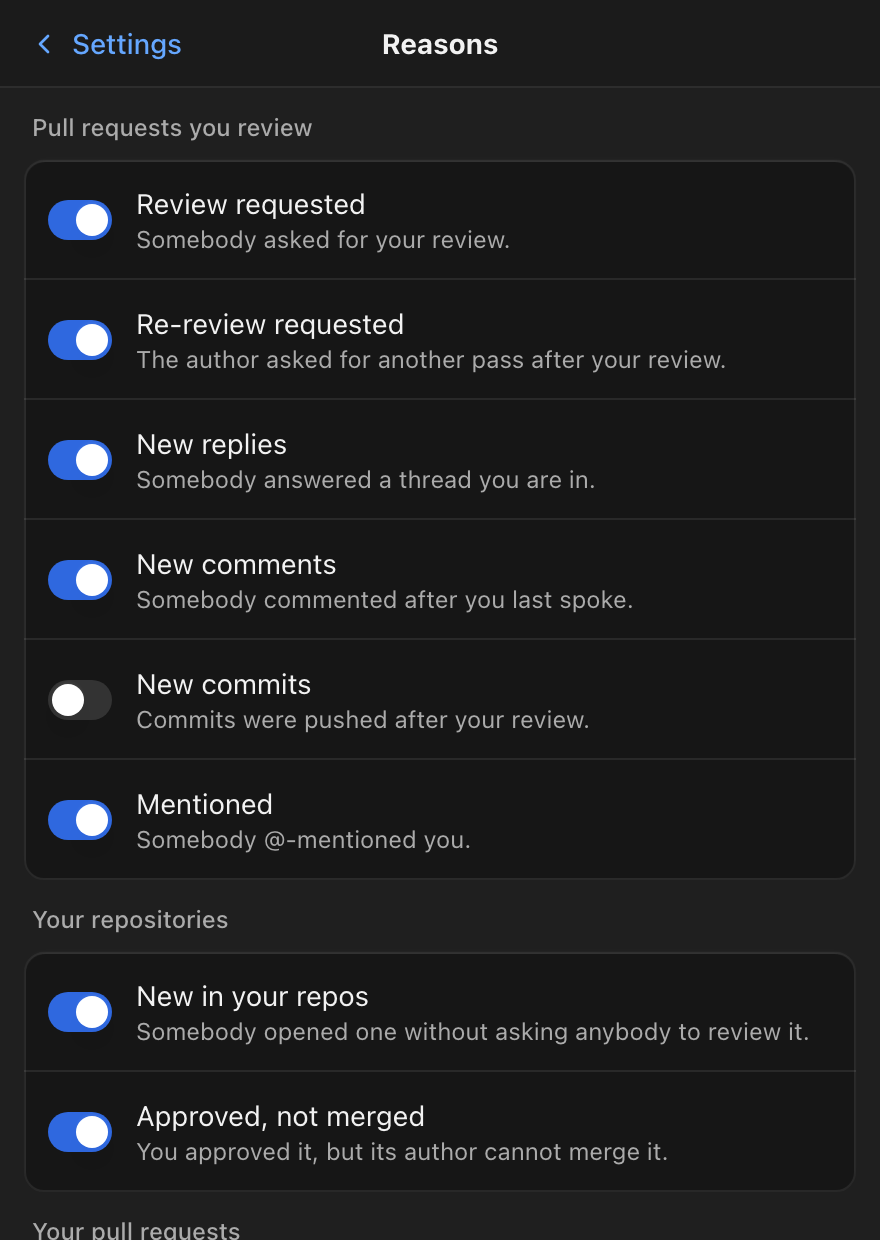 Settings
Reasons
Pull requests you review
Review requested
Somebody asked for your review.
Re-review requested
The author asked for another pass after your review.
New replies
Somebody answered a thread you are in.
New comments
Somebody commented after you last spoke.
New commits
Commits were pushed after your review.
Mentioned
Somebody @-mentioned you.
Your repositories
New in your repos
Somebody opened one without asking anybody to review it.
Approved, not merged
You approved it, but its author cannot merge it.
Your pull requests